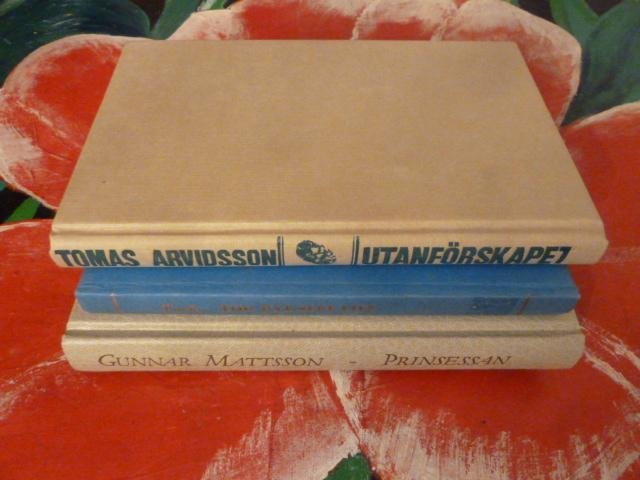 TOMAS ARVIDSSON UTANFÖRSKAPET
GUNNAR MATTSSON - PRINSESSAN